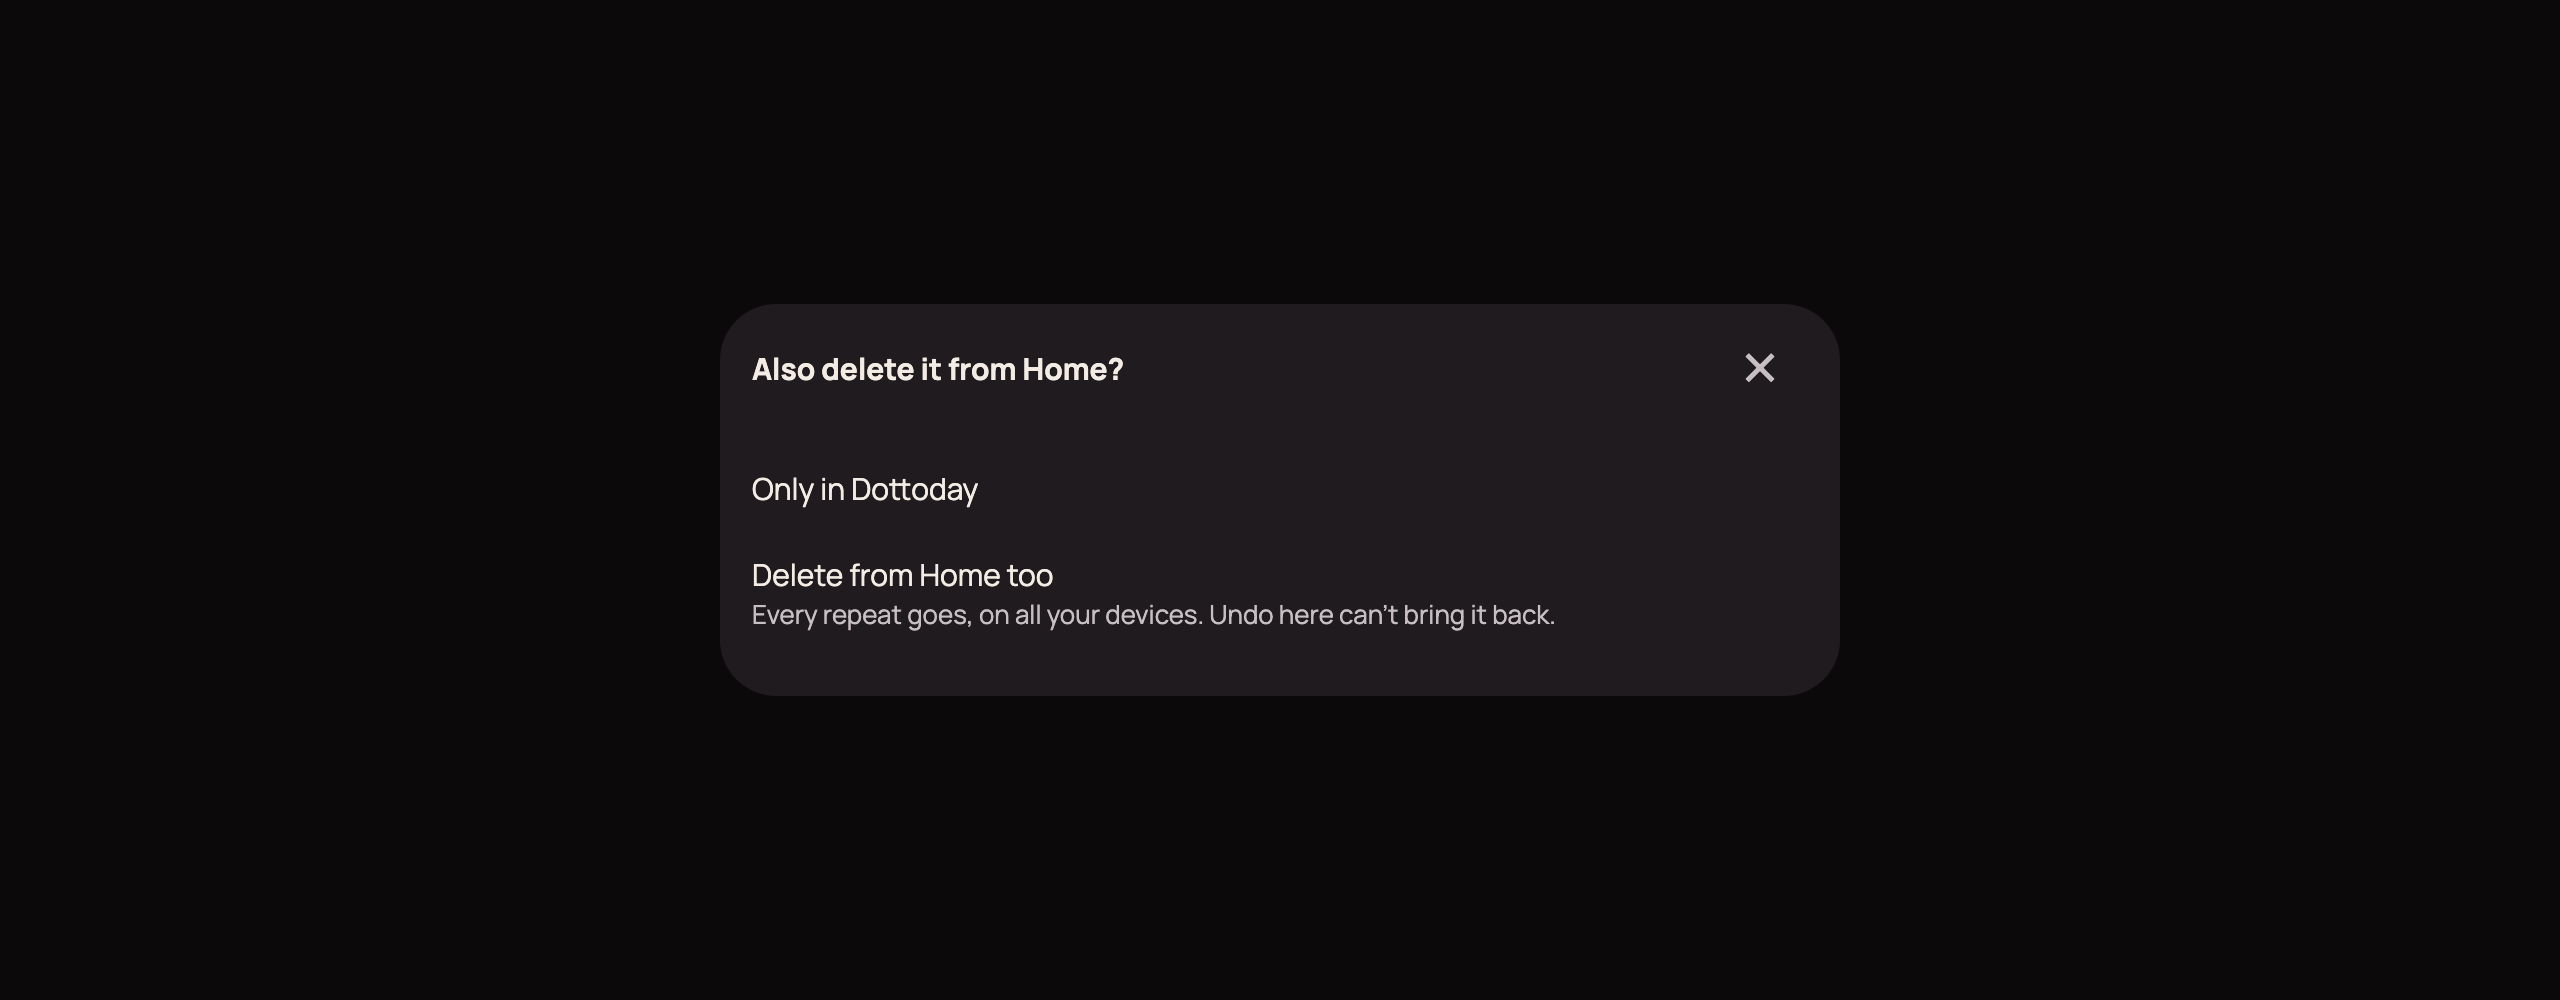 Also delete it from Home?
Only in Dottoday
Delete from Home too
Every repeat goes, on all your devices. Undo here can’t bring it back.